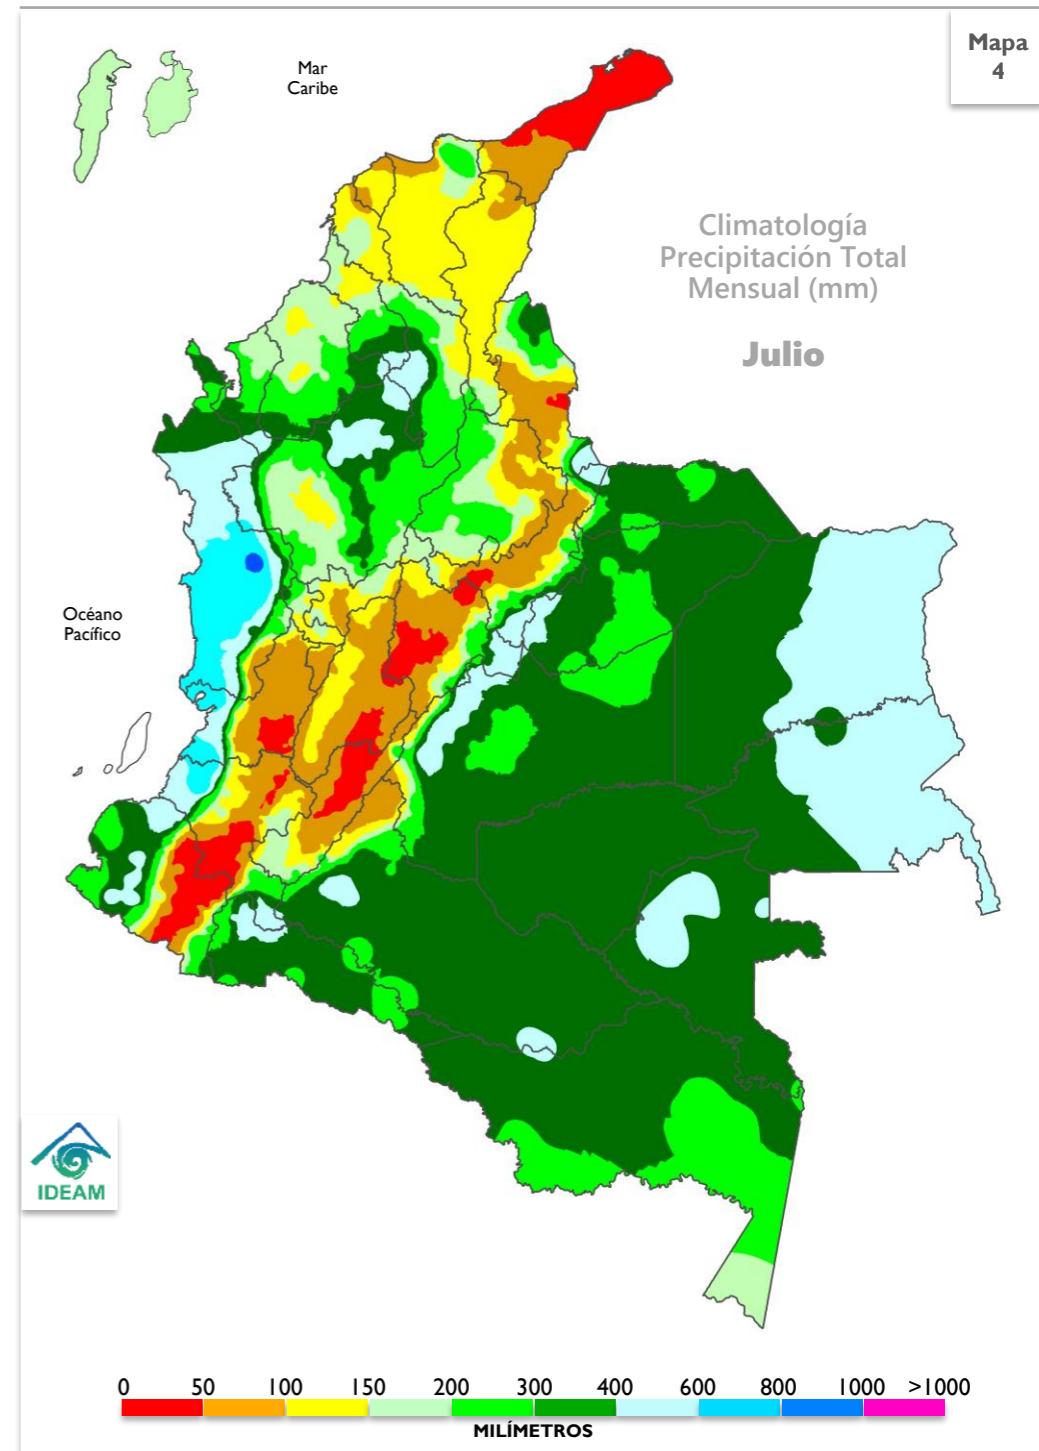 Mapa
4
Mar
Caribe
Climatología
Precipitación Total
Mensual (mm)
Julio
Océano
Pacífico
IDEAM
0 50 100 150 200 300 400 600 800 1000 >1000
MILÍMETROS